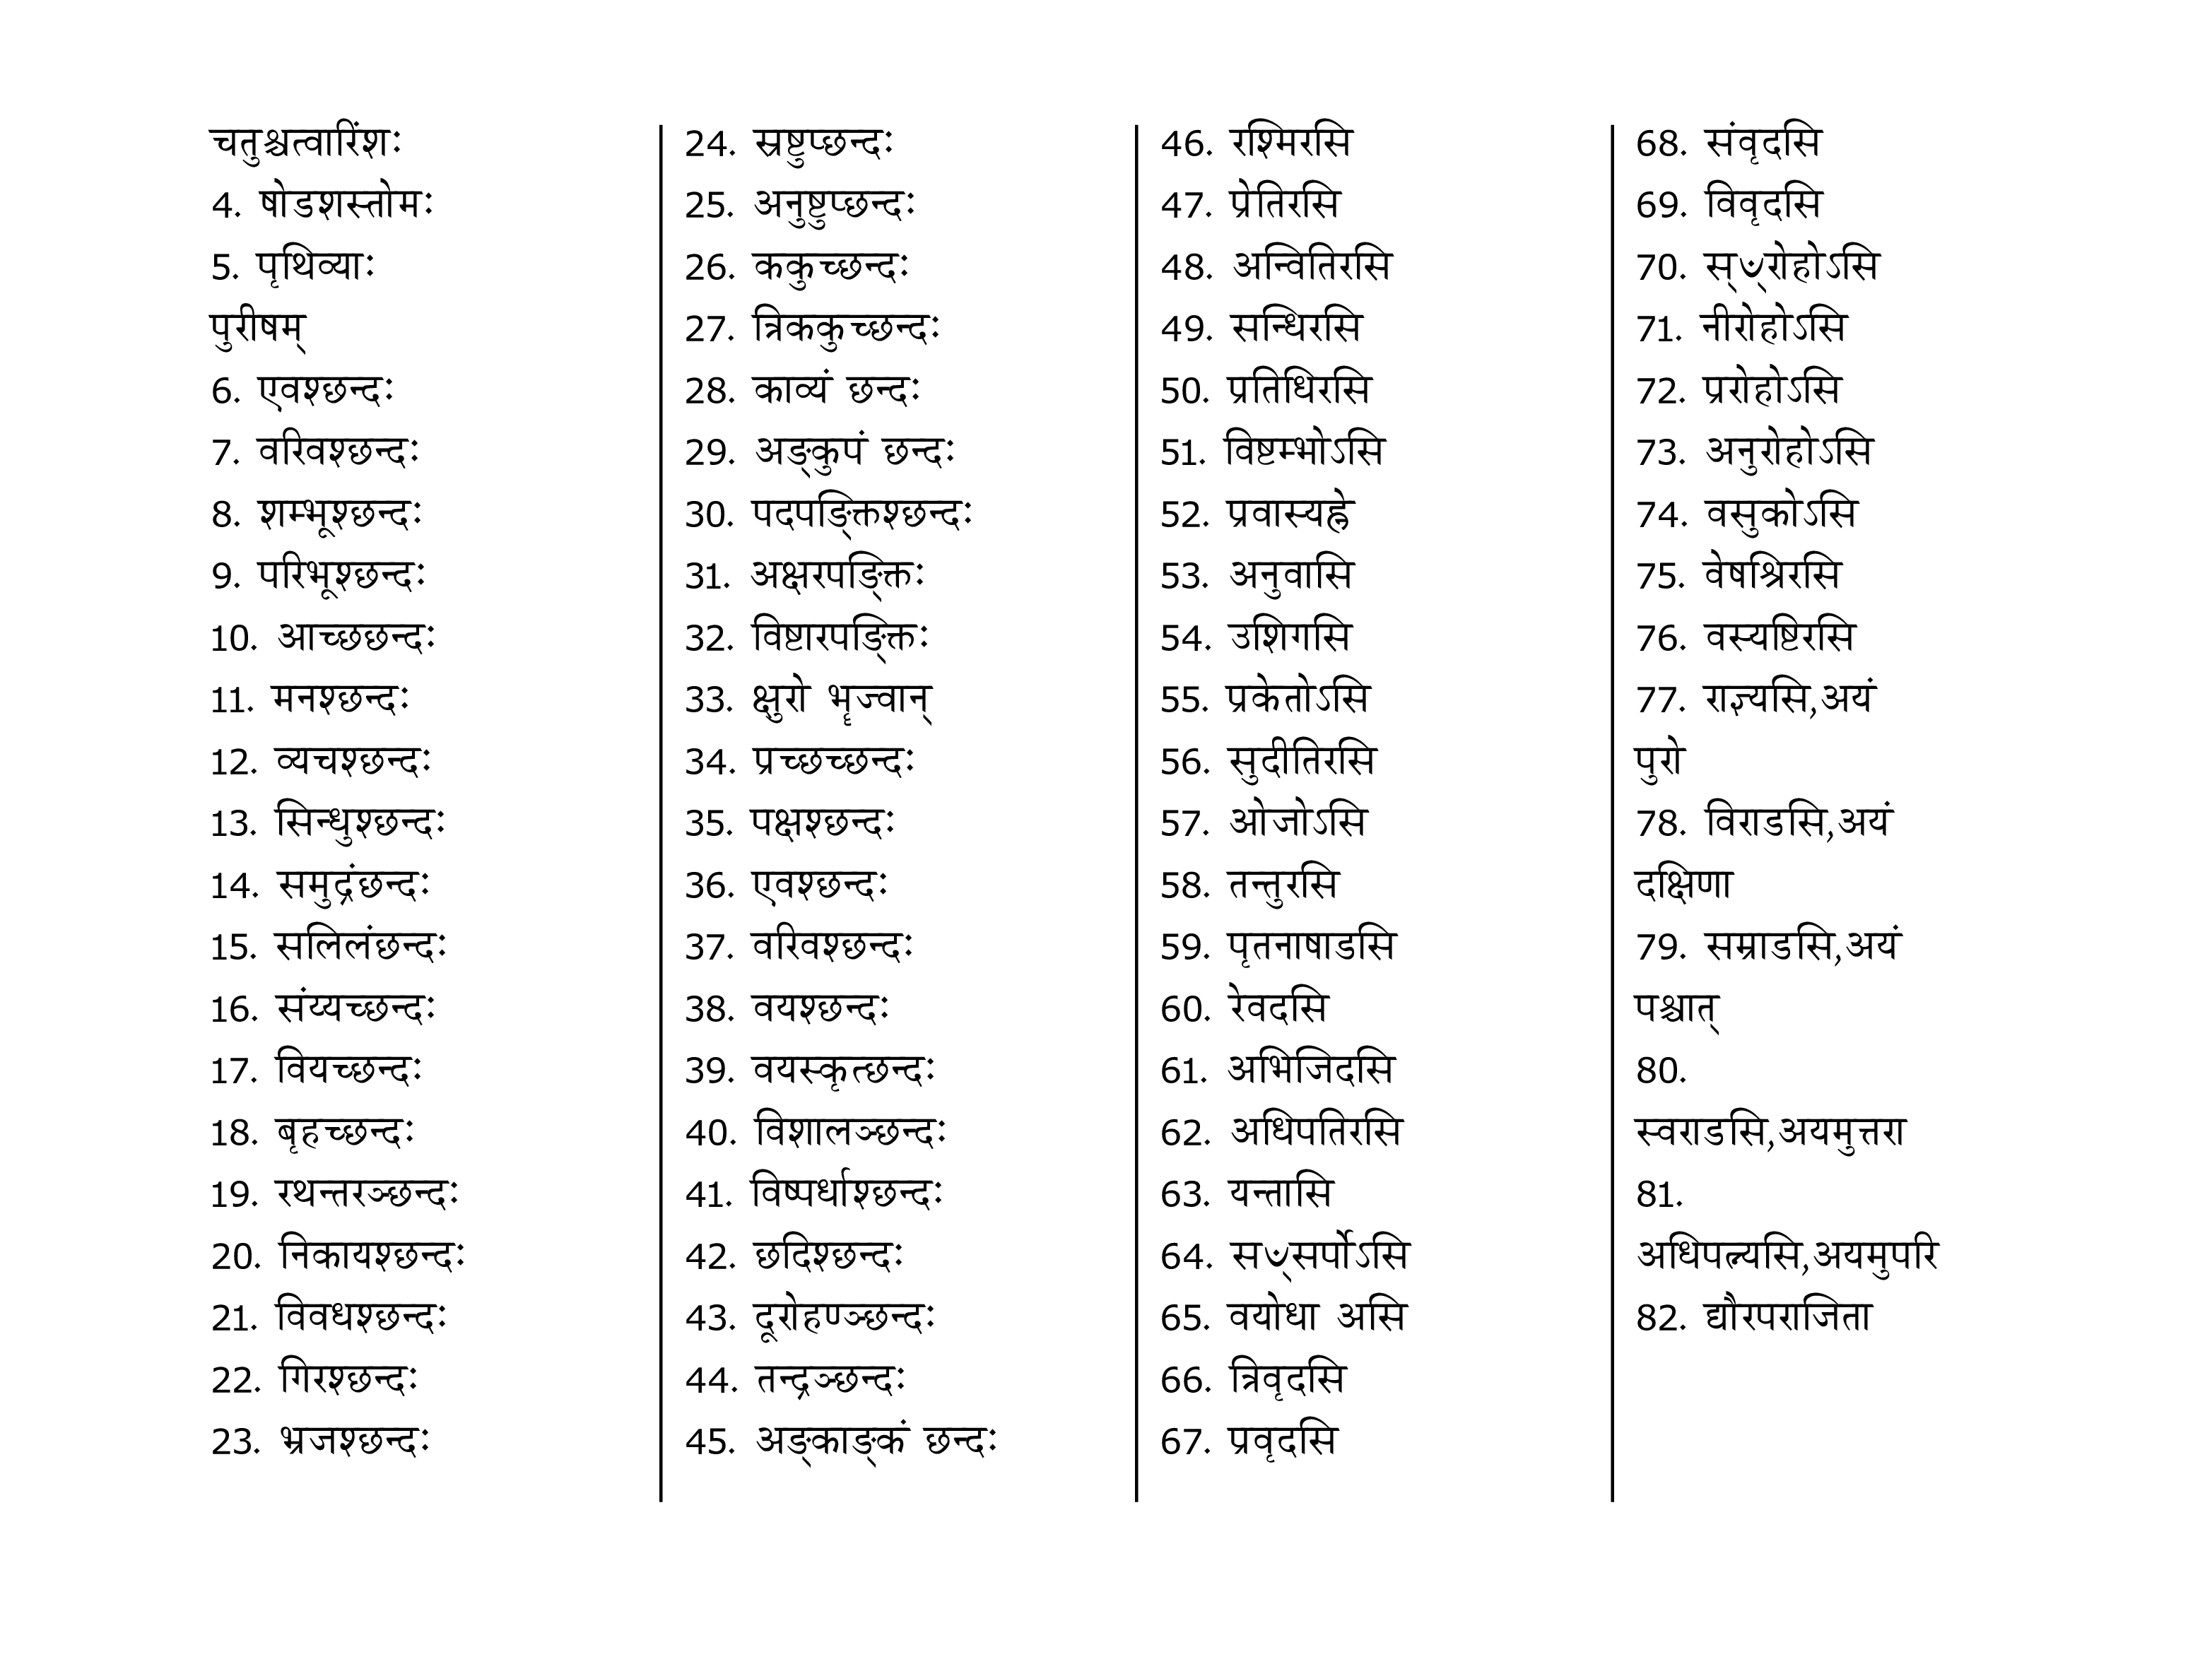 चतुश्चत्वारिंशः
4. षोडशस्तोमः
5. पृथिव्याः
पुरीषम्
6. एवश्छन्दः
7. वरिवश्छन्दः
8. शम्भूश्छन्दः
9. परिभूश्छन्दः
10. आच्छछन्दः
11. मनश्छन्दः
12. व्यचश्छन्दः
13. सिन्धुश्छन्दः
14. समुद्रंछन्दः
15. सलिलंछन्दः
16. संय्यच्छन्दः
17. वियच्छन्दः
18. बृहच्छन्दः
19. रथन्तरञ्छन्दः
20. निकायश्छन्दः
21. विवधश्छन्दः
22. गिरश्छन्दः
23. भ्रजश्छन्दः
24. स्रष्टुप्छन्दः
25. अनुष्टुप्छन्दः
26. ककुच्छन्दः
27. त्रिककुच्छन्दः
28. काव्यं छन्दः
29. अङ्कुपं छन्दः
30. पदपङ्क्तिश्छन्दः
31. अक्षरपङ्क्तिः
32. विष्टारपङ्क्तिः
33. क्षुरो भृज्वान्
34. प्रच्छच्छन्दः
35. पक्षश्छन्दः
36. एवश्छन्दः
37. वरिवश्छन्दः
38. वयश्छन्दः
39. वयस्कृत्छन्दः
40. विशालञ्छन्दः
41. विष्पर्धाश्छन्दः
42. छदिश्छन्दः
43. दूरोहण्ञ्छन्दः
44. तन्द्रञ्छन्दः
45. अङ्काङ्कं छन्दः
46. रश्मिरसि
47. प्रेतिरसि
48. अन्वितिरसि
49. सन्धिरसि
50. प्रतिधिरसि
51. विष्टम्भोऽसि
52. प्रवास्यह्ने
53. अनुवासि
54. उशिगसि
55. प्रकेतोऽसि
56. सुदीतिरसि
57. ओजोऽसि
58. तन्तुरसि
59. पृतनाषाडसि
60. रेवदसि
61. अभिजिदसि
62. अधिपतिरसि
63. यन्तासि
64. सꣳसर्पोऽसि
65. वयोधा असि
66. त्रिवृदसि
67. प्रवृदसि
68. संवृदसि
69. विवृदसि
70. स्ꣳरोहोऽसि
71. नीरोहोऽसि
72. प्ररोहोऽसि
73. अनुरोहोऽसि
74. वसुकोऽसि
75. वेषश्रिरसि
76. वस्यष्टिरसि
77. राज्ञ्यसि,अयं
पुरो
78. विराडसि,अयं
दक्षिणा
79. सम्राडसि,अयं
पश्चात्
80.
स्वराडसि,अयमुत्तरा
81.
अधिपत्न्यसि,अयमुपरि
82. द्यौरपराजिता